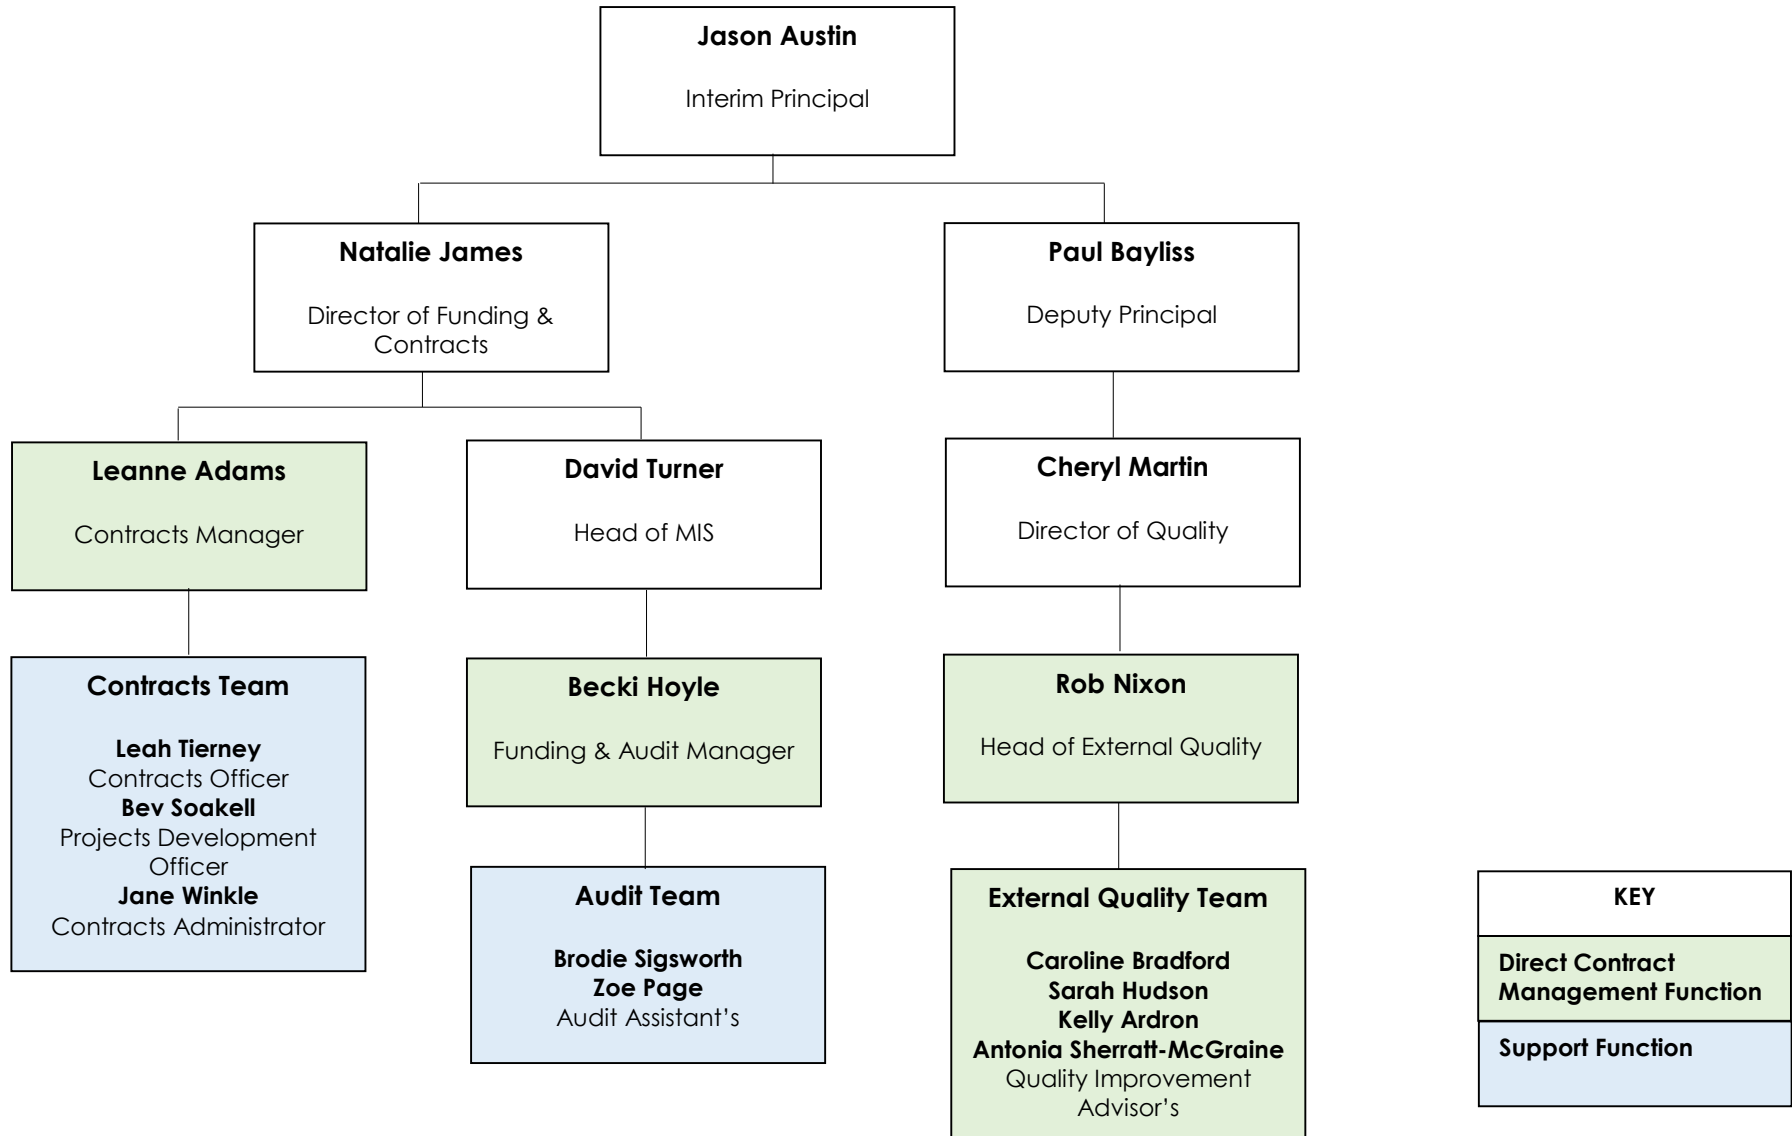 Jason Austin
Interim Principal
Natalie James
Director of Funding &
Contracts
Paul Bayliss
Deputy Principal
Leanne Adams
Contracts Manager
David Turner
Head of MIS
Cheryl Martin
Director of Quality
Contracts Team
Leah Tierney
Contracts Officer
Bev Soakell
Projects Development
Officer
Jane Winkle
Contracts Administrator
Becki Hoyle
Funding & Audit Manager
Rob Nixon
Head of External Quality
Audit Team
Brodie Sigsworth
Zoe Page
Audit Assistant’s
External Quality Team
Caroline Bradford
Sarah Hudson
Kelly Ardron
Antonia Sherratt-McGraine
Quality Improvement
Advisor’s
KEY
Direct Contract
Management Function
Support Function